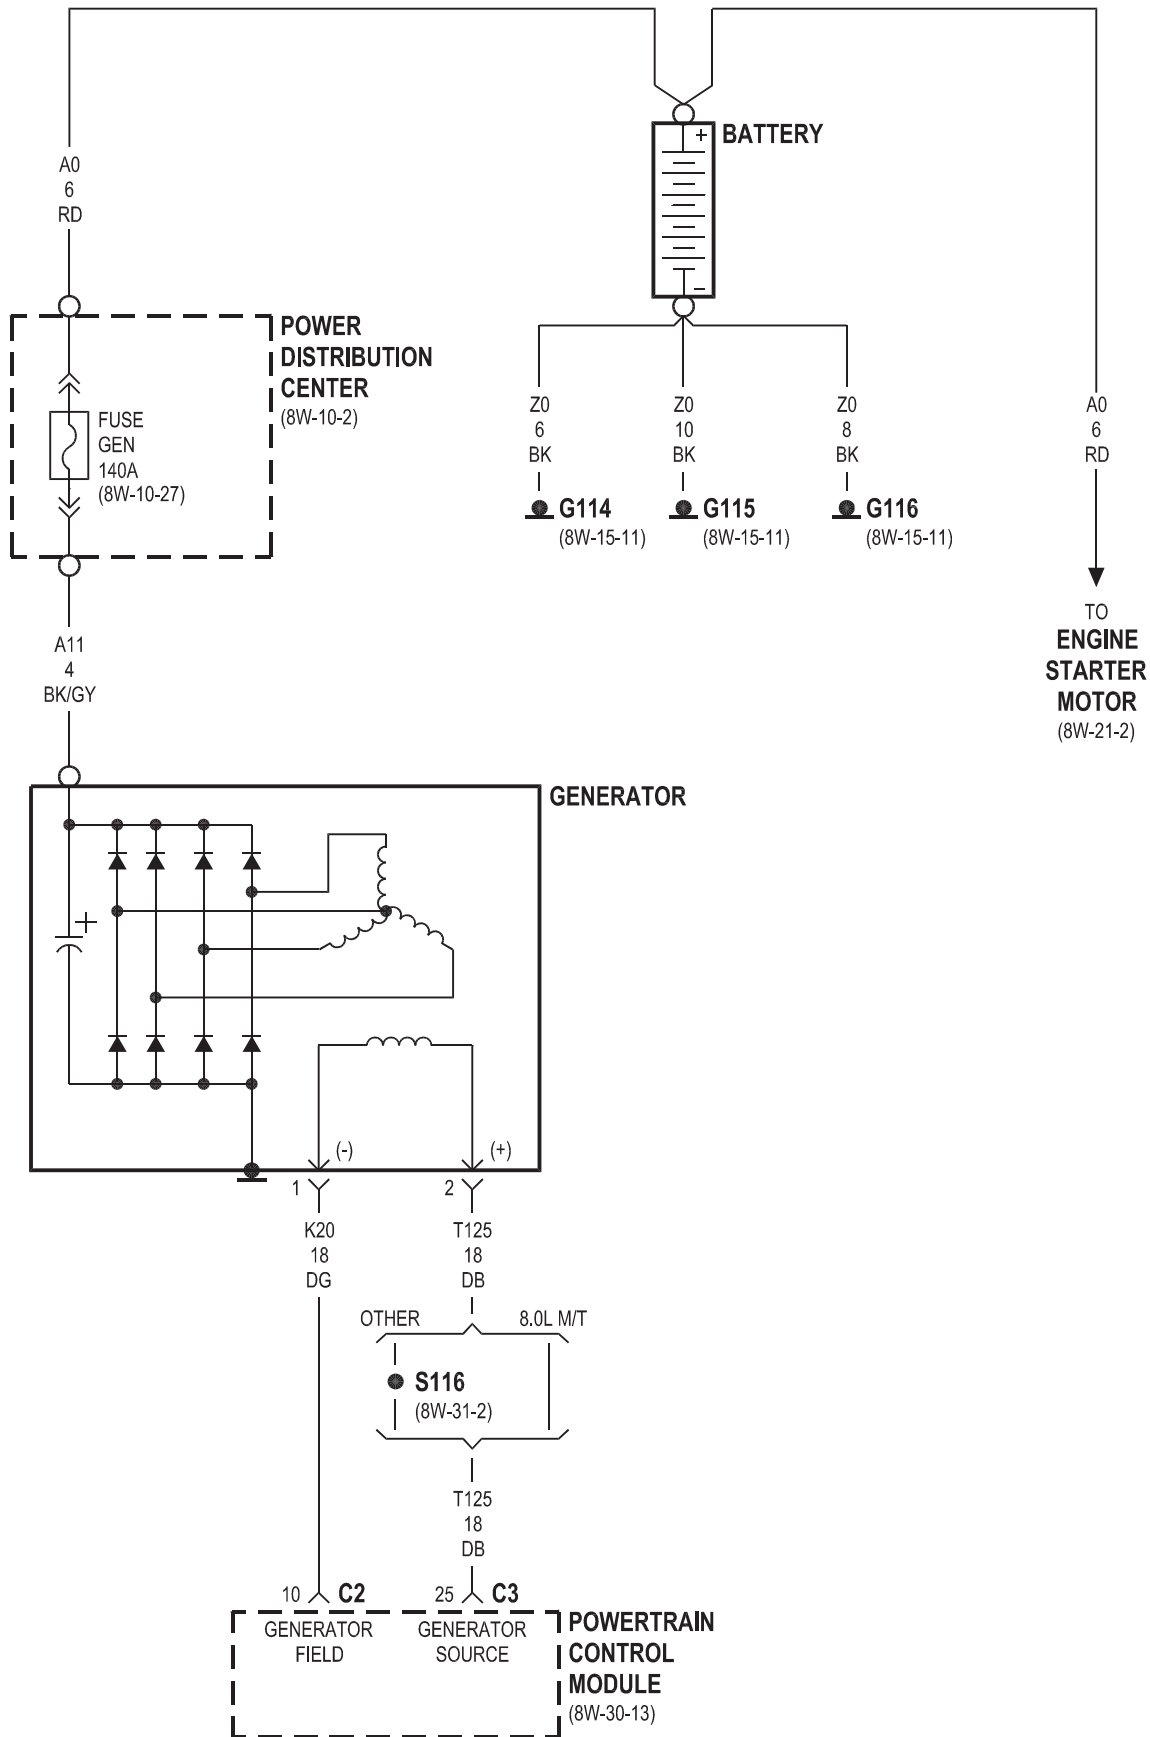 BATTERY
+
-
A0
6
RD
POWER
DISTRIBUTION
CENTER
(8W-10-2)
FUSE
GEN
140A
(8W-10-27)
Z0
6
BK
G114
(8W-15-11)
Z0
10
BK
G115
(8W-15-11)
Z0
8
BK
G116
(8W-15-11)
A0
6
RD
TO
ENGINE
STARTER
MOTOR
(8W-21-2)
A11
4
BK/GY
GENERATOR
+
(-)
(+)
1
2
K20
18
DG
T125
18
DB
OTHER
8.0L M/T
S116
(8W-31-2)
T125
18
DB
10 C2
25 C3
GENERATOR
FIELD
GENERATOR
SOURCE
POWERTRAIN
CONTROL
MODULE
(8W-30-13)